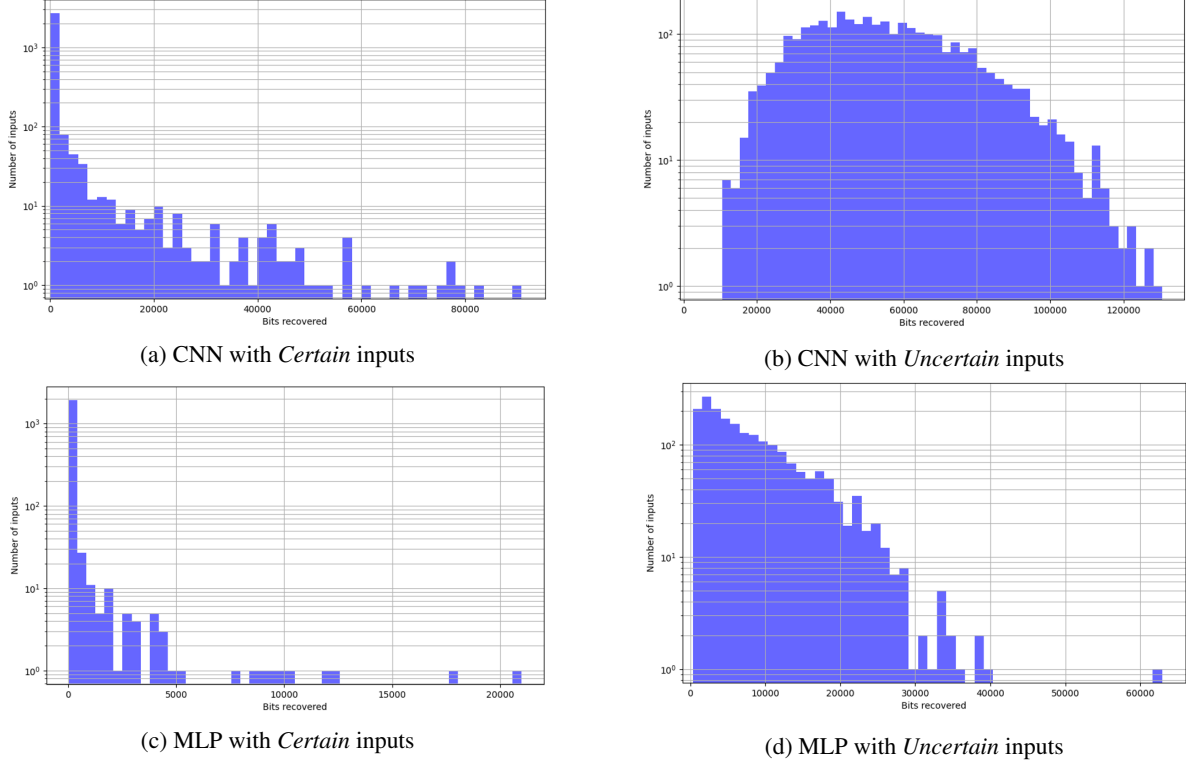 10³
10²
10¹
10⁰
Number of inputs
0 20000 40000 60000 80000
Bits recovered
(a) CNN with Certain inputs
10²
10¹
10⁰
Number of inputs
0 20000 40000 60000 80000 100000 120000
Bits recovered
(b) CNN with Uncertain inputs
10³
10²
10¹
10⁰
Number of inputs
0 5000 10000 15000 20000
Bits recovered
(c) MLP with Certain inputs
10²
10¹
10⁰
Number of inputs
0 10000 20000 30000 40000 50000 60000
Bits recovered
(d) MLP with Uncertain inputs